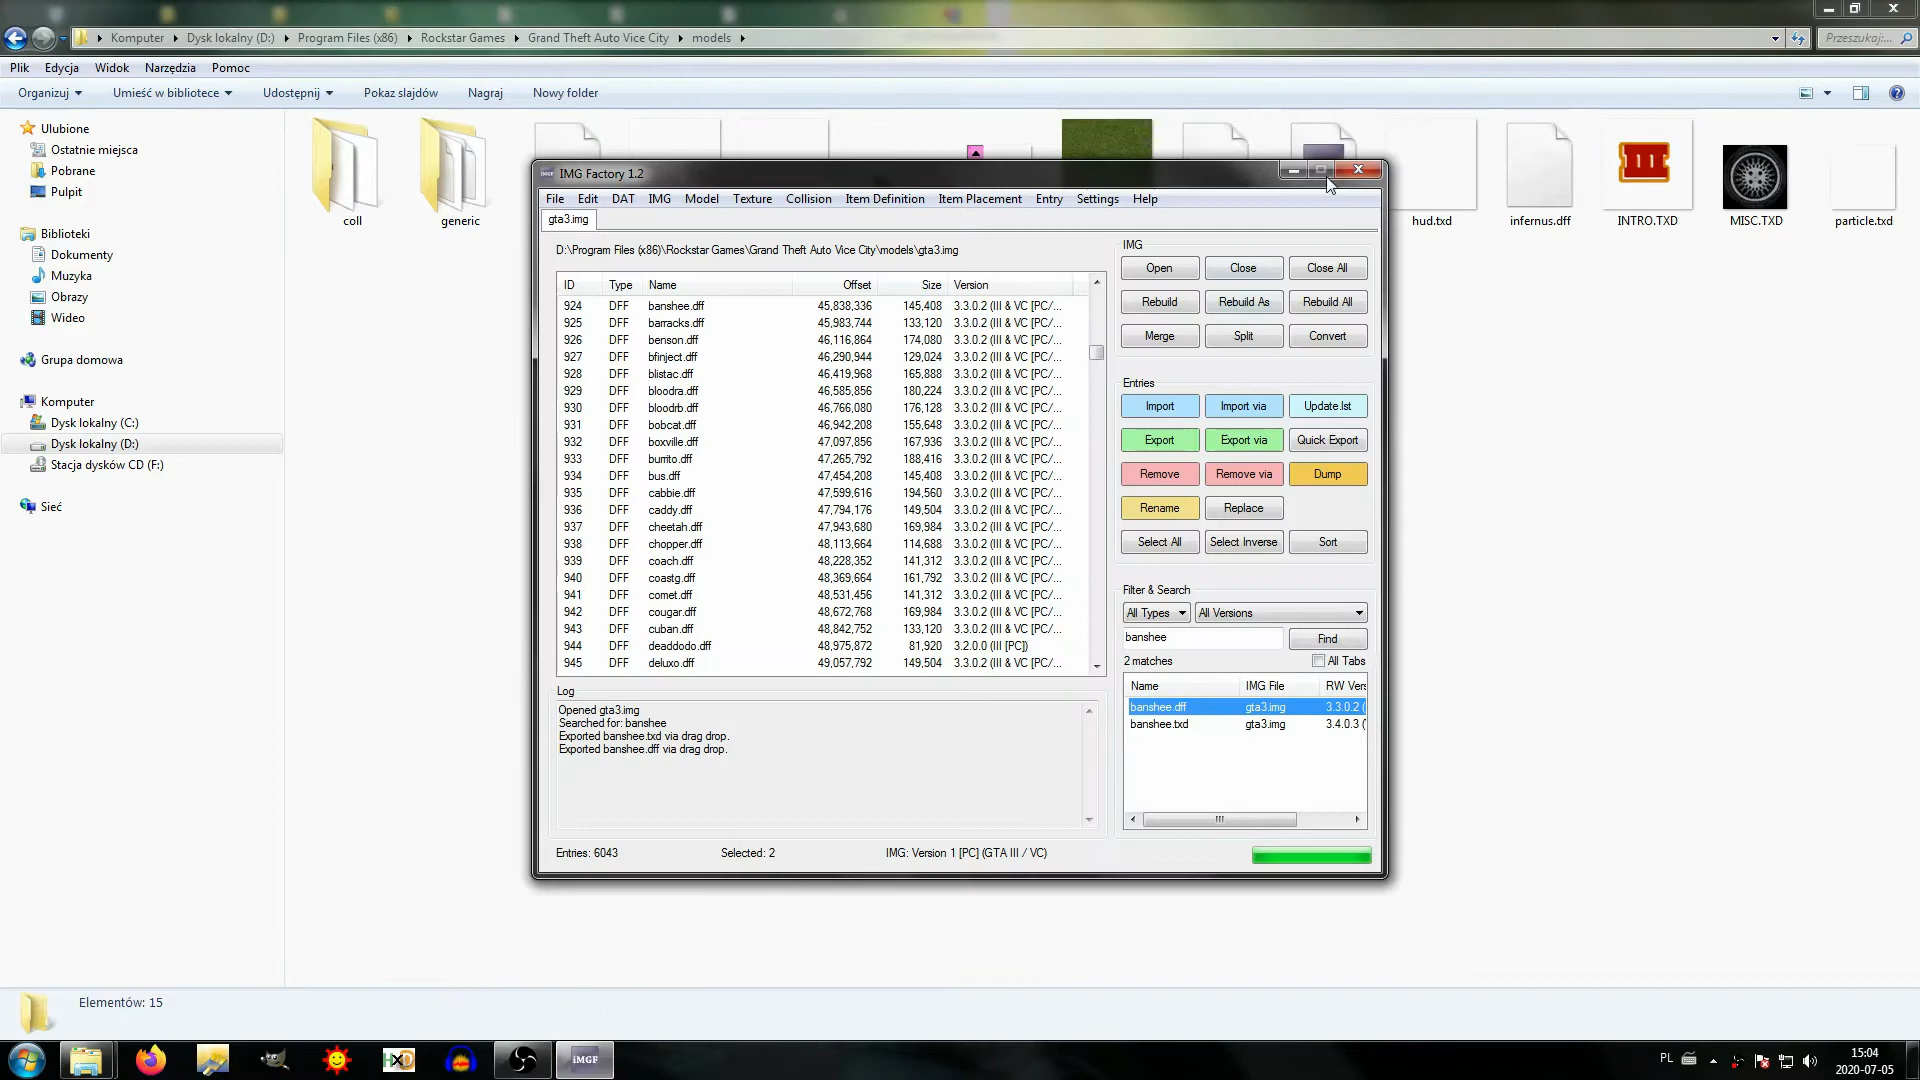 Komputer
Dysk lokalny (D:)
Program Files (x86)
Rockstar Games
Grand Theft Auto Vice City
models
Przeszukaj:...
Plik
Edycja
Widok
Narzędzia
Pomoc
Organizuj
Umieść w bibliotece
Udostępnij
Pokaz slajdów
Nagraj
Nowy folder
Ulubione
Ostatnie miejsca
Pobrane
Pulpit
Biblioteki
Dokumenty
Muzyka
Obrazy
Wideo
Grupa domowa
Komputer
Dysk lokalny (C:)
Dysk lokalny (D:)
Stacja dysków CD (F:)
Sieć
coll
generic
hud.txd
infernus.dff
INTRO.TXD
MISC.TXD
particle.txd
IMG Factory 1.2
File Edit DAT IMG Model Texture Collision Item Definition Item Placement Entry Settings Help
gta3.img
D:\Program Files (x86)\Rockstar Games\Grand Theft Auto Vice City\models\gta3.img
ID Type Name Offset Size Version
924 DFF banshee.dff 45,838,336 145,408 3.3.0.2 (III & VC [PC/...
925 DFF barracks.dff 45,983,744 133,120 3.3.0.2 (III & VC [PC/...
926 DFF benson.dff 46,116,864 174,080 3.3.0.2 (III & VC [PC/...
927 DFF bfinject.dff 46,290,944 129,024 3.3.0.2 (III & VC [PC/...
928 DFF blistac.dff 46,419,968 165,888 3.3.0.2 (III & VC [PC/...
929 DFF bloodra.dff 46,585,856 180,224 3.3.0.2 (III & VC [PC/...
930 DFF bloodrb.dff 46,766,080 176,128 3.3.0.2 (III & VC [PC/...
931 DFF bobcat.dff 46,942,208 155,648 3.3.0.2 (III & VC [PC/...
932 DFF boxville.dff 47,097,856 167,936 3.3.0.2 (III & VC [PC/...
933 DFF burrito.dff 47,265,792 188,416 3.3.0.2 (III & VC [PC/...
934 DFF bus.dff 47,454,208 145,408 3.3.0.2 (III & VC [PC/...
935 DFF cabbie.dff 47,599,616 194,560 3.3.0.2 (III & VC [PC/...
936 DFF caddy.dff 47,794,176 149,504 3.3.0.2 (III & VC [PC/...
937 DFF cheetah.dff 47,943,680 169,984 3.3.0.2 (III & VC [PC/...
938 DFF chopper.dff 48,113,664 114,688 3.3.0.2 (III & VC [PC/...
939 DFF coach.dff 48,228,352 141,312 3.3.0.2 (III & VC [PC/...
940 DFF coastg.dff 48,369,664 161,792 3.3.0.2 (III & VC [PC/...
941 DFF comet.dff 48,531,456 141,312 3.3.0.2 (III & VC [PC/...
942 DFF cougar.dff 48,672,768 169,984 3.3.0.2 (III & VC [PC/...
943 DFF cuban.dff 48,842,752 133,120 3.3.0.2 (III & VC [PC/...
944 DFF deaddodo.dff 48,975,872 81,920 3.2.0.0 (III [PC])
945 DFF deluxo.dff 49,057,792 149,504 3.3.0.2 (III & VC [PC/...
Log
Opened gta3.img
Searched for: banshee
Exported banshee.txd via drag drop.
Exported banshee.dff via drag drop.
Entries: 6043
Selected: 2
IMG: Version 1 [PC] (GTA III / VC)
IMG
Open Close Close All
Rebuild Rebuild As Rebuild All
Merge Split Convert
Entries
Import Import via Update.lst
Export Export via Quick Export
Remove Remove via Dump
Rename Replace
Select All Select Inverse Sort
Filter & Search
All Types All Versions
banshee Find
2 matches All Tabs
Name IMG File RW Vers
banshee.dff gta3.img 3.3.0.2 (
banshee.txd gta3.img 3.4.0.3 (
Elementów: 15
HxD
iMGF
PL
15:04
2020-07-05